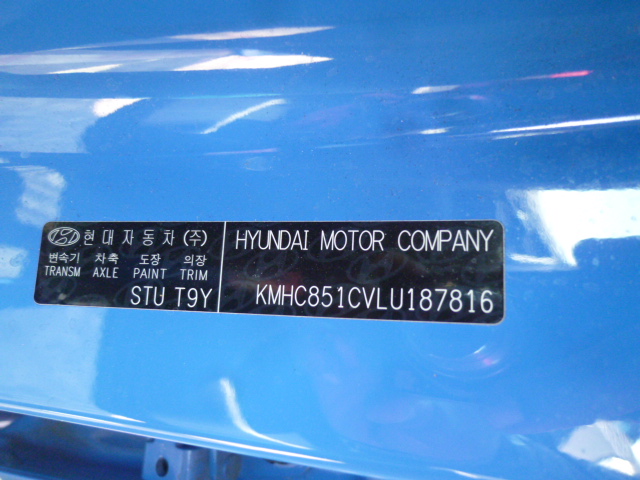 현대자동차(주)
변속기 차축 도장 의장
TRANSM AXLE PAINT TRIM
STU T9Y
HYUNDAI MOTOR COMPANY
KMHC851CVLU187816